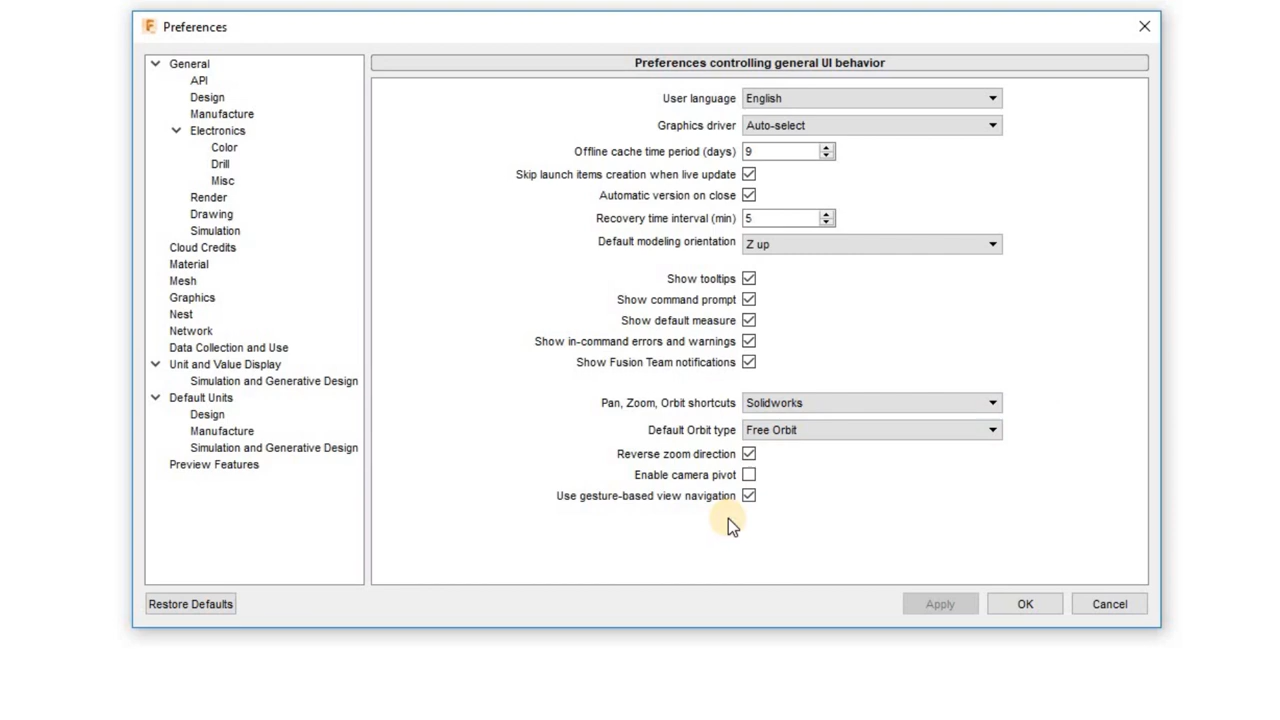 Preferences
General
API
Design
Manufacture
Electronics
Color
Drill
Misc
Render
Drawing
Simulation
Cloud Credits
Material
Mesh
Graphics
Nest
Network
Data Collection and Use
Unit and Value Display
Simulation and Generative Design
Default Units
Design
Manufacture
Simulation and Generative Design
Preview Features
Preferences controlling general UI behavior
User language English
Graphics driver Auto-select
Offline cache time period (days) 9
Skip launch items creation when live update
Automatic version on close
Recovery time interval (min) 5
Default modeling orientation Z up
Show tooltips
Show command prompt
Show default measure
Show in-command errors and warnings
Show Fusion Team notifications
Pan, Zoom, Orbit shortcuts Solidworks
Default Orbit type Free Orbit
Reverse zoom direction
Enable camera pivot
Use gesture-based view navigation
Restore Defaults Apply OK Cancel